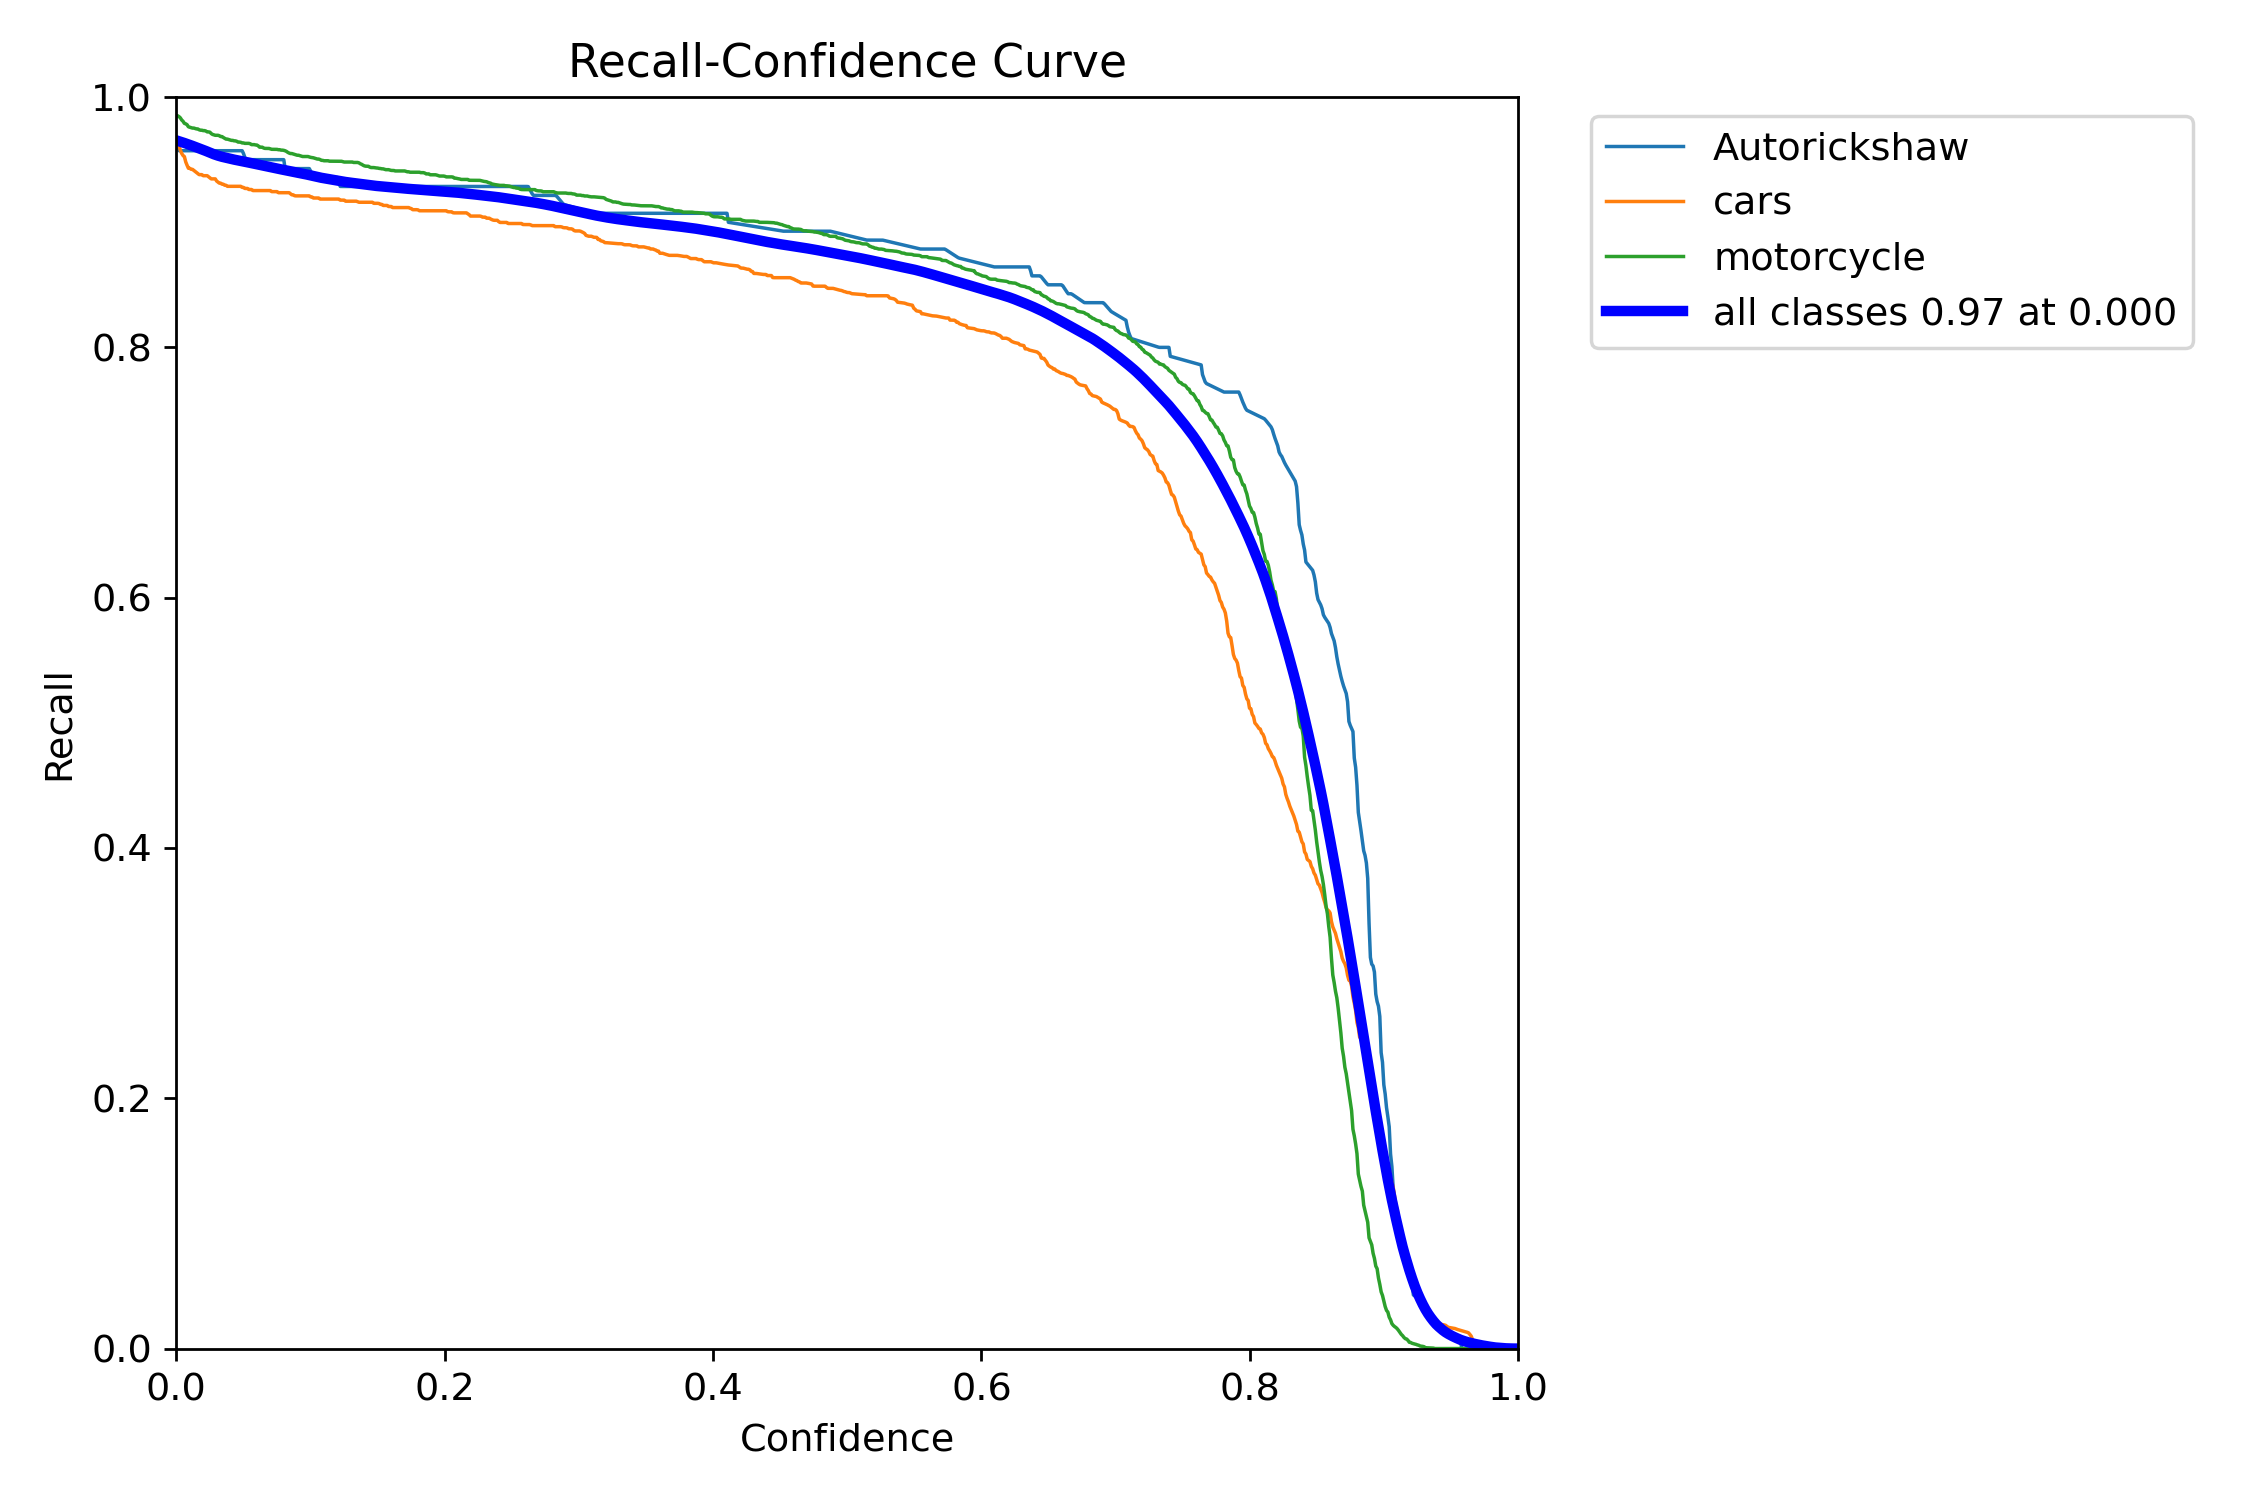 Recall-Confidence Curve
1.0
0.8
0.6
0.4
0.2
0.0
Recall
0.0 0.2 0.4 0.6 0.8 1.0
Confidence
Autorickshaw
cars
motorcycle
all classes 0.97 at 0.000